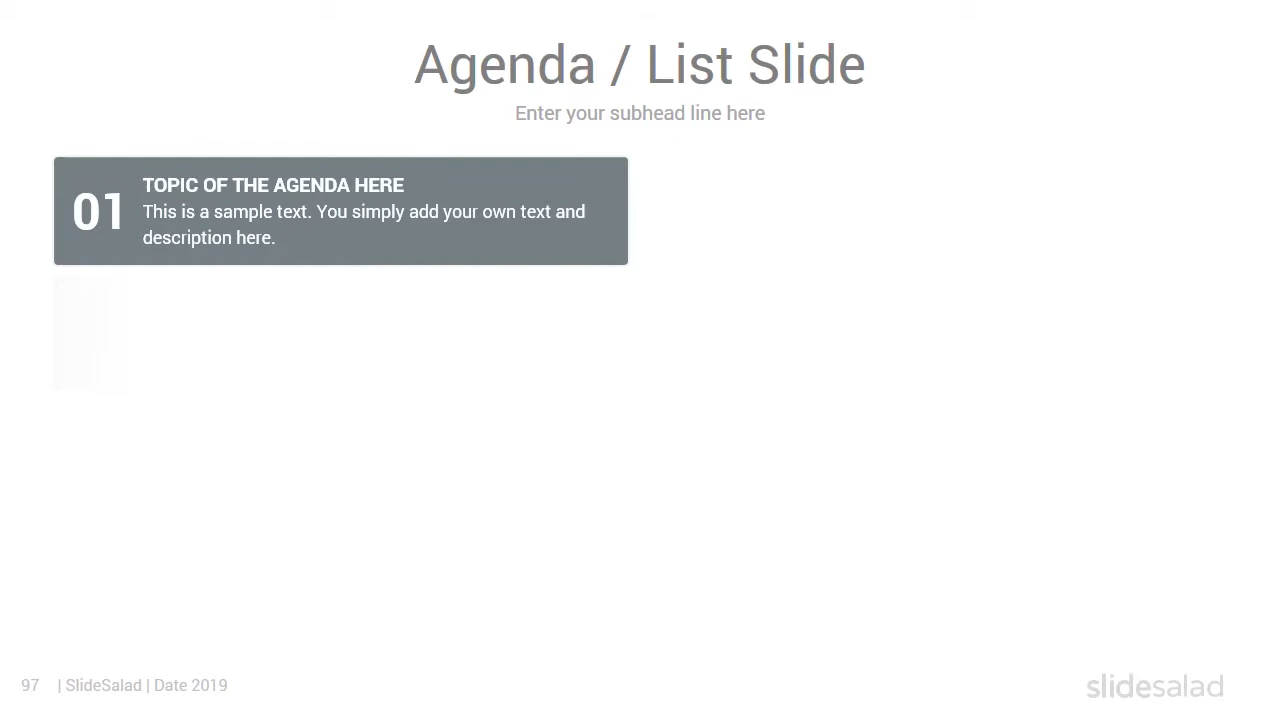 Agenda / List Slide
Enter your subhead line here
01
TOPIC OF THE AGENDA HERE
This is a sample text. You simply add your own text and
description here.
97 | SlideSalad | Date 2019
slidesalad